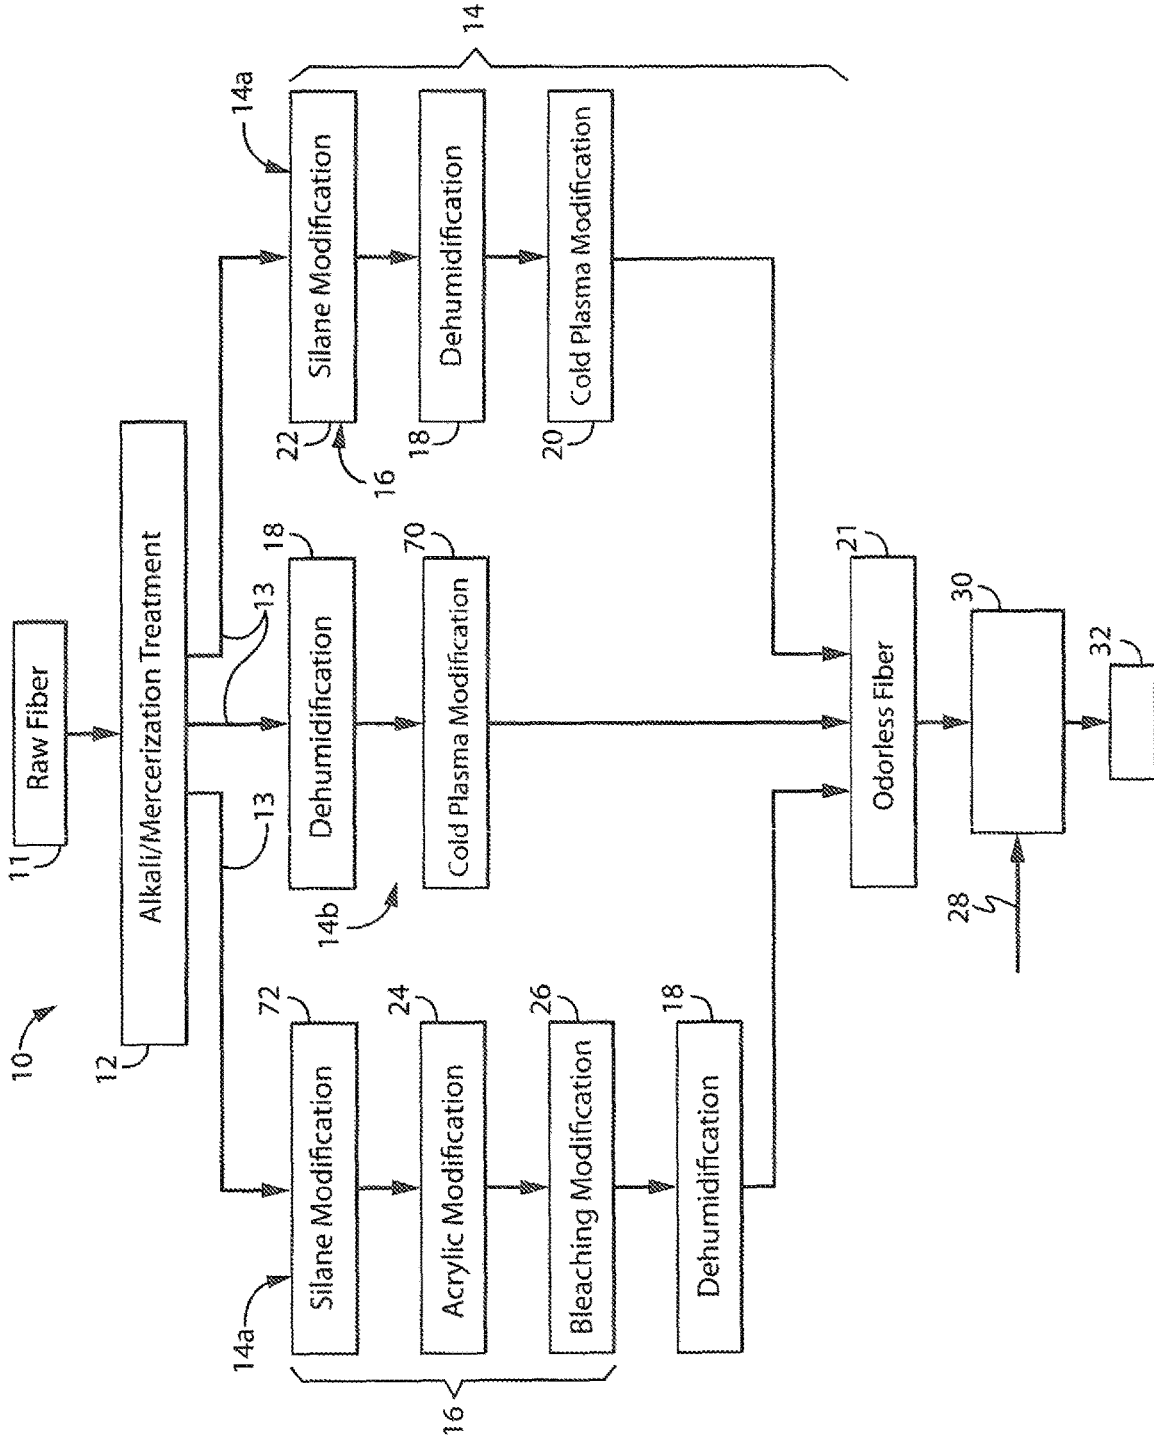 10
11
Raw Fiber
12
Alkali/Mercerization Treatment
13
13
14
14a
72
Silane Modification
24
Acrylic Modification
26
Bleaching Modification
18
Dehumidification
16
14b
18
Dehumidification
70
Cold Plasma Modification
14a
22
Silane Modification
16
18
Dehumidification
20
Cold Plasma Modification
21
Odorless Fiber
28
30
32